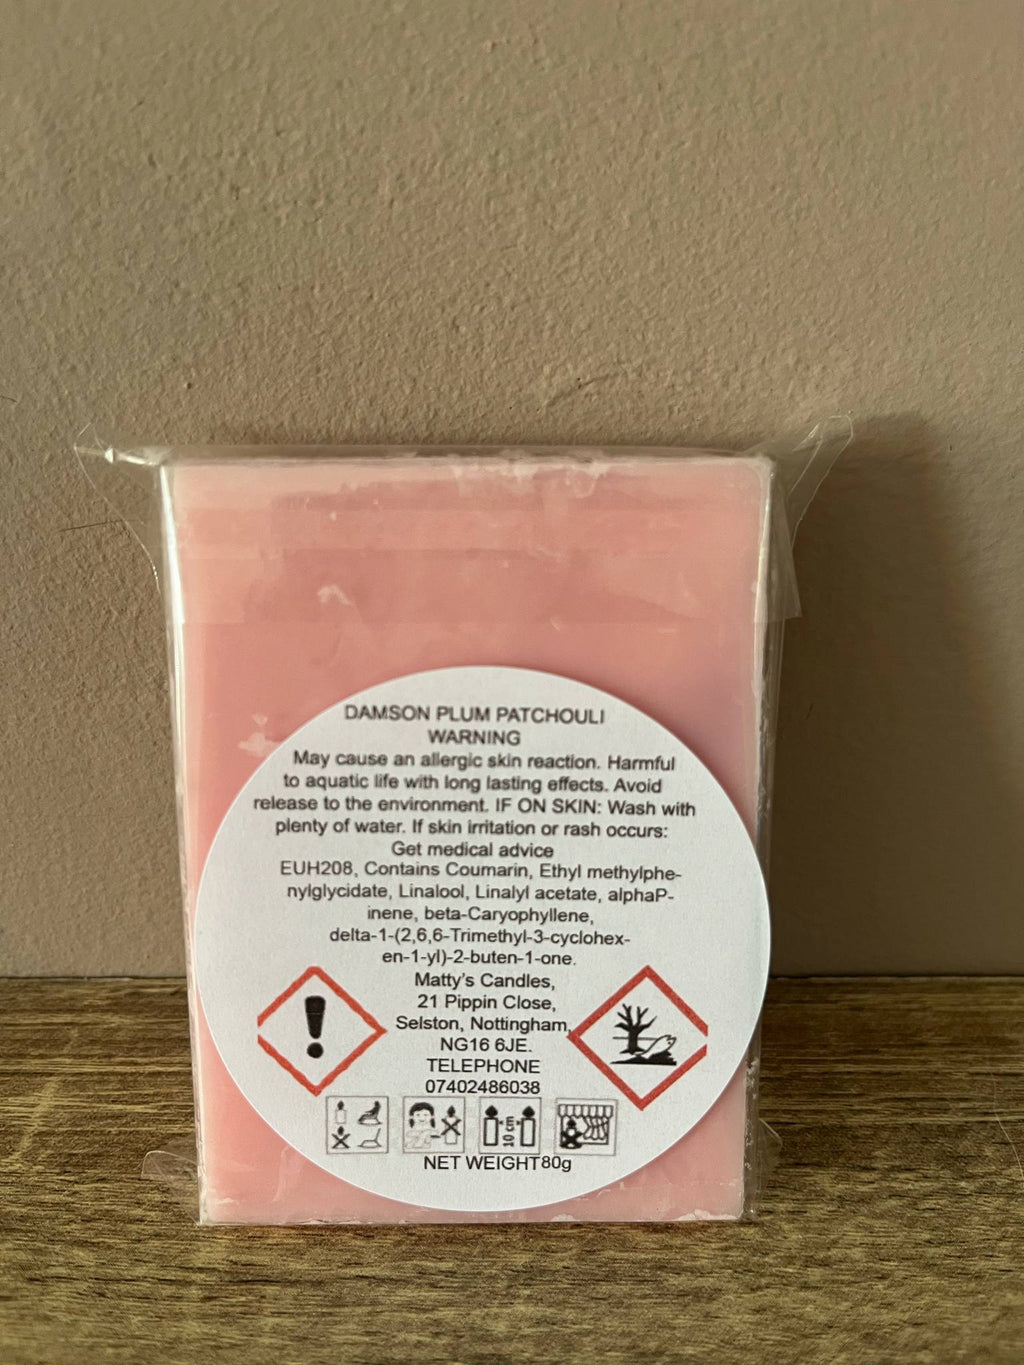 DAMSON PLUM PATCHOULI
WARNING
May cause an allergic skin reaction. Harmful
to aquatic life with long lasting effects. Avoid
release to the environment. IF ON SKIN: Wash with
plenty of water. If skin irritation or rash occurs:
Get medical advice
EUH208, Contains Coumarin, Ethyl methylphe-
nylglycidate, Linalool, Linalyl acetate, alphaP-
inene, beta-Caryophyllene,
delta-1-(2,6,6-Trimethyl-3-cyclohex-
en-1-yl)-2-buten-1-one.
Matty's Candles,
21 Pippin Close,
Selston, Nottingham,
NG16 6JE.
TELEPHONE
07402486038
10 cm
NET WEIGHT80g